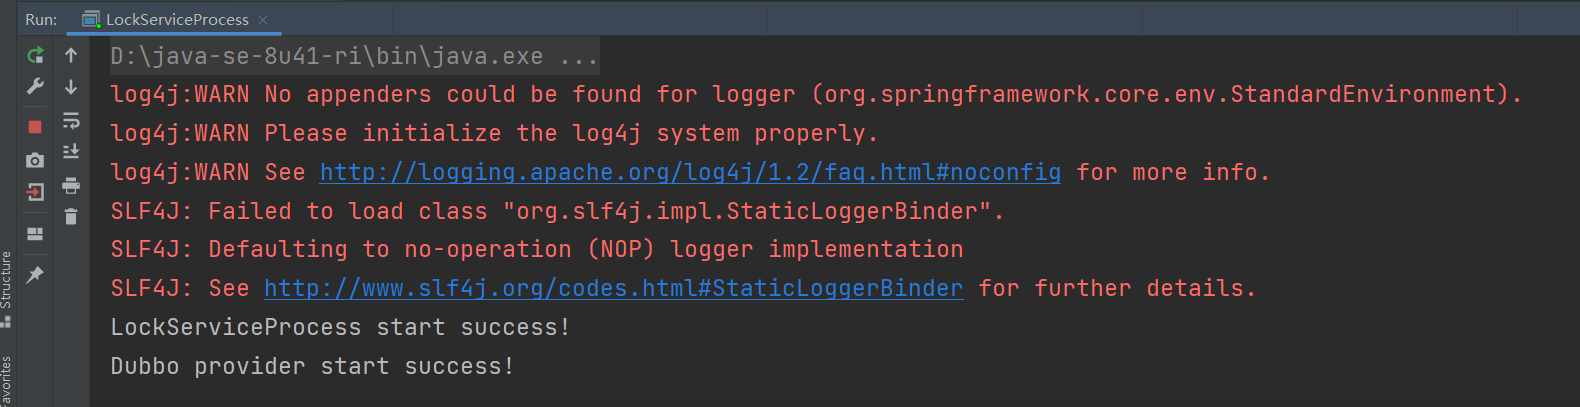 Run: LockServiceProcess
D:\java-se-8u41-ri\bin\java.exe ...
log4j:WARN No appenders could be found for logger (org.springframework.core.env.StandardEnvironment).
log4j:WARN Please initialize the log4j system properly.
log4j:WARN See http://logging.apache.org/log4j/1.2/faq.html#noconfig for more info.
SLF4J: Failed to load class "org.slf4j.impl.StaticLoggerBinder".
SLF4J: Defaulting to no-operation (NOP) logger implementation
SLF4J: See http://www.slf4j.org/codes.html#StaticLoggerBinder for further details.
LockServiceProcess start success!
Dubbo provider start success!
Structure
Favorites